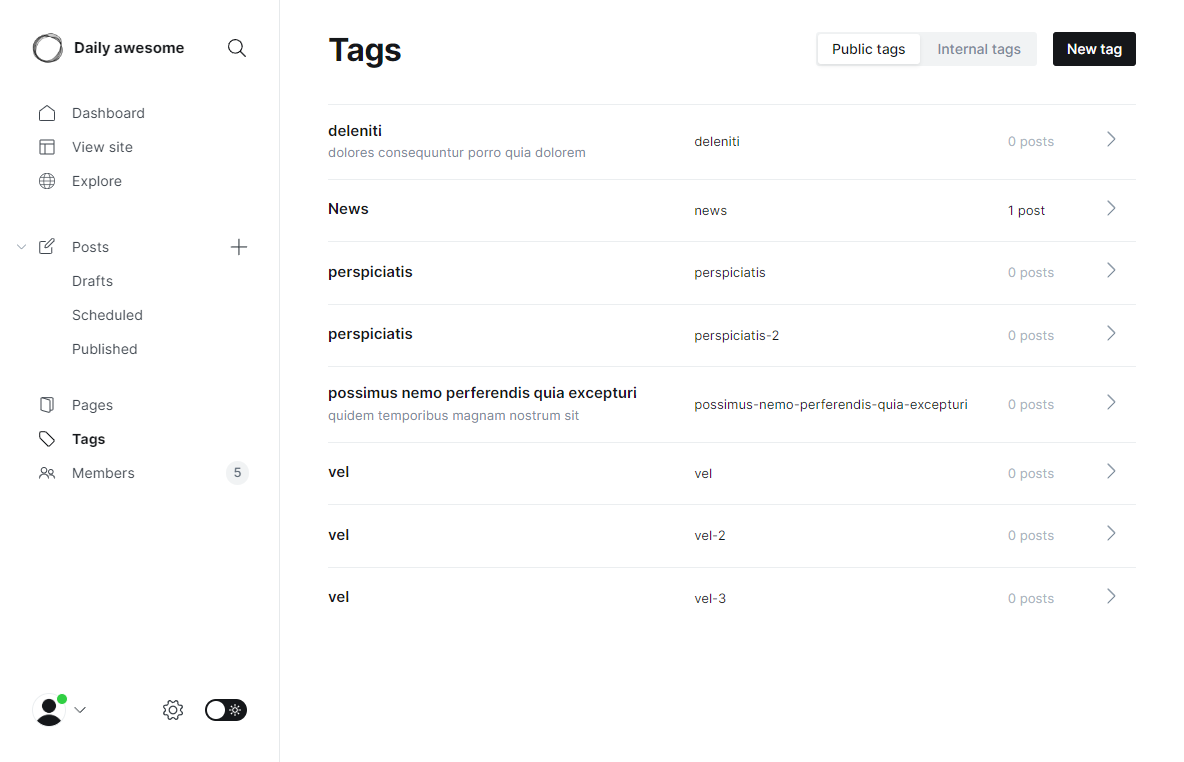 Daily awesome
Dashboard
View site
Explore
Posts
Drafts
Scheduled
Published
Pages
Tags
Members 5
Tags
Public tags Internal tags New tag
deleniti
dolores consequuntur porro quia dolorem
deleniti 0 posts
News news 1 post
perspiciatis perspiciatis 0 posts
perspiciatis perspiciatis-2 0 posts
possimus nemo perferendis quia excepturi
quidem temporibus magnam nostrum sit
possimus-nemo-perferendis-quia-excepturi 0 posts
vel vel 0 posts
vel vel-2 0 posts
vel vel-3 0 posts